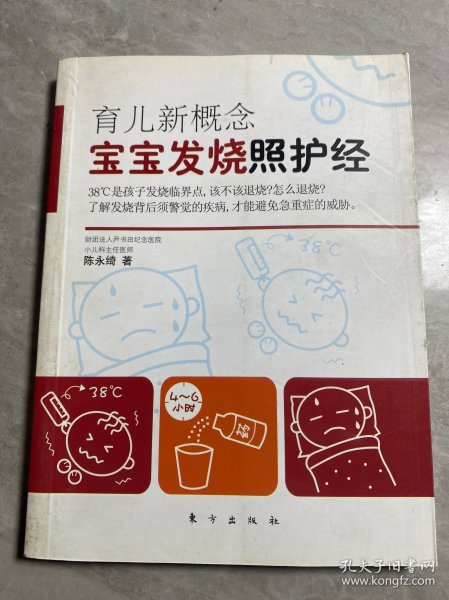 育儿新概念
宝宝发烧照护经
38℃是孩子发烧临界点,该不该退烧?怎么退烧?
了解发烧背后须警觉的疾病,才能避免急重症的威胁。
财团法人尹书田纪念医院
小儿科主任医师
陈永绮 著
38℃
4～6
小时
药
东方出版社
孔夫子旧书网
www.kongfz.com